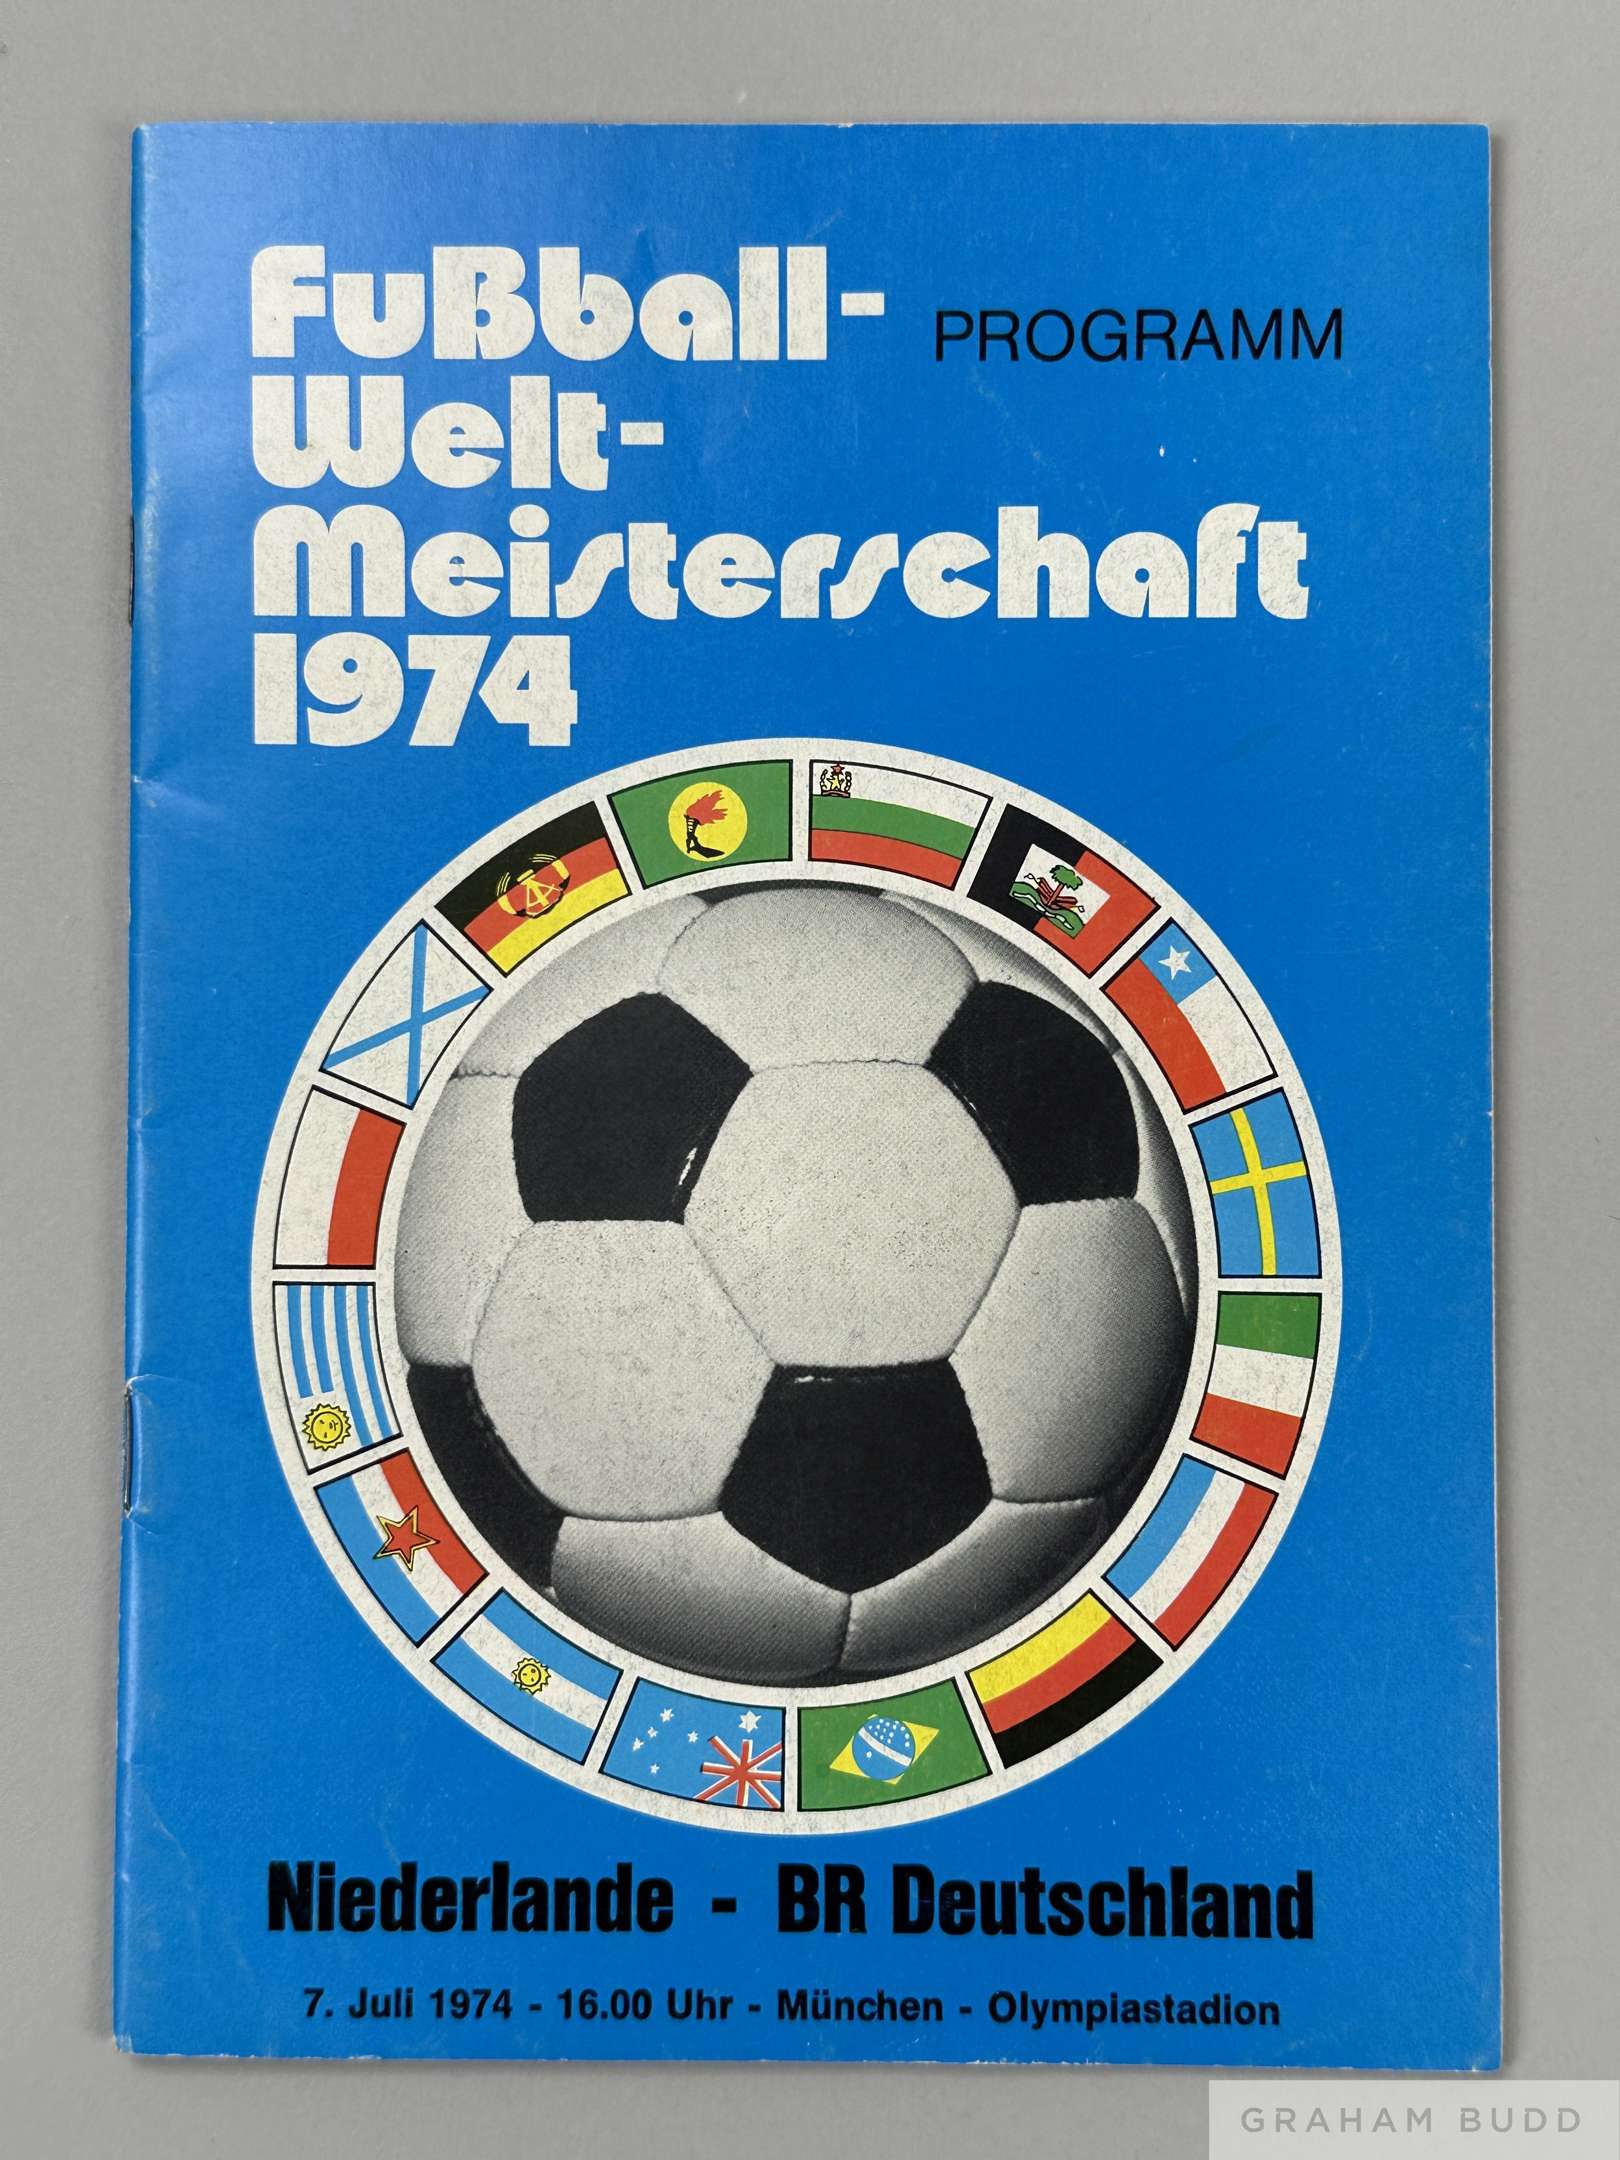 Fußball-
PROGRAMM
Welt-
Meisterschaft
1974
Niederlande - BR Deutschland
7. Juli 1974 - 16.00 Uhr - München - Olympiastadion
GRAHAM BUDD